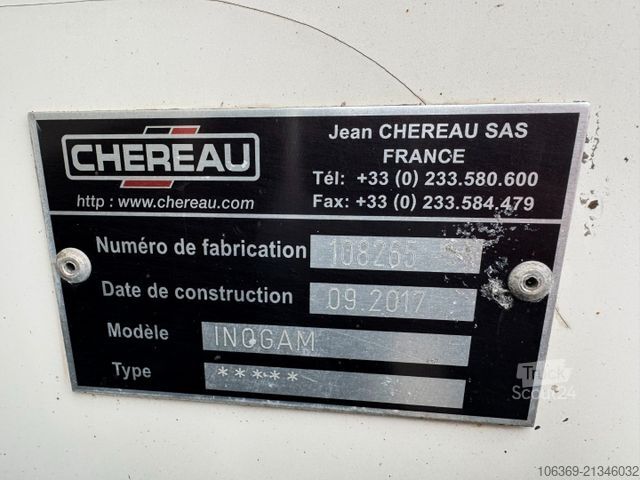 CHEREAU
http : www.chereau.com
Jean CHEREAU SAS
FRANCE
Tél: +33 (0) 233.580.600
Fax: +33 (0) 233.584.479
Numéro de fabrication 108265
Date de construction 09.2017
Modèle INOGAM
Type *****
Truck
Scout24
106369-21346032